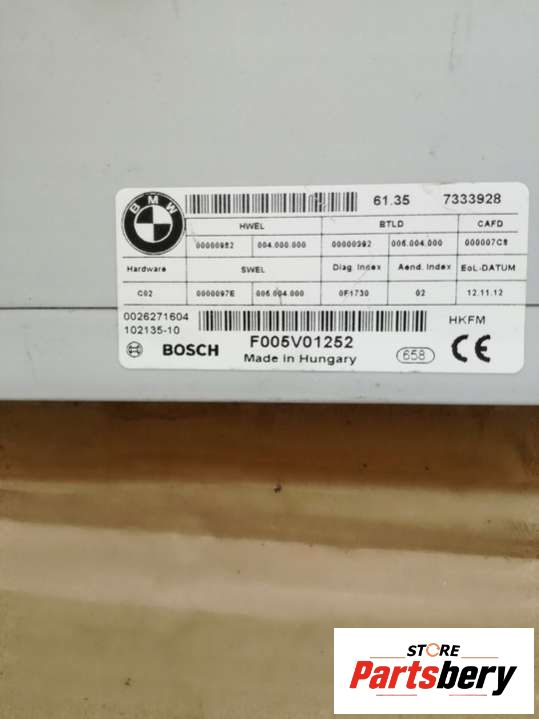 BMW
61.35 7333928
HWEL BTLD CAFD
00000982 004.000.000 00000992 006.004.000 000007C8
Hardware SWEL Diag. Index Aend. Index EoL-DATUM
C02 0000097E 006.004.000 0F1730 02 12.11.12
0026271604
102135-10 HKFM
BOSCH F005V01252
Made in Hungary 658 CE
STORE
Partsbery